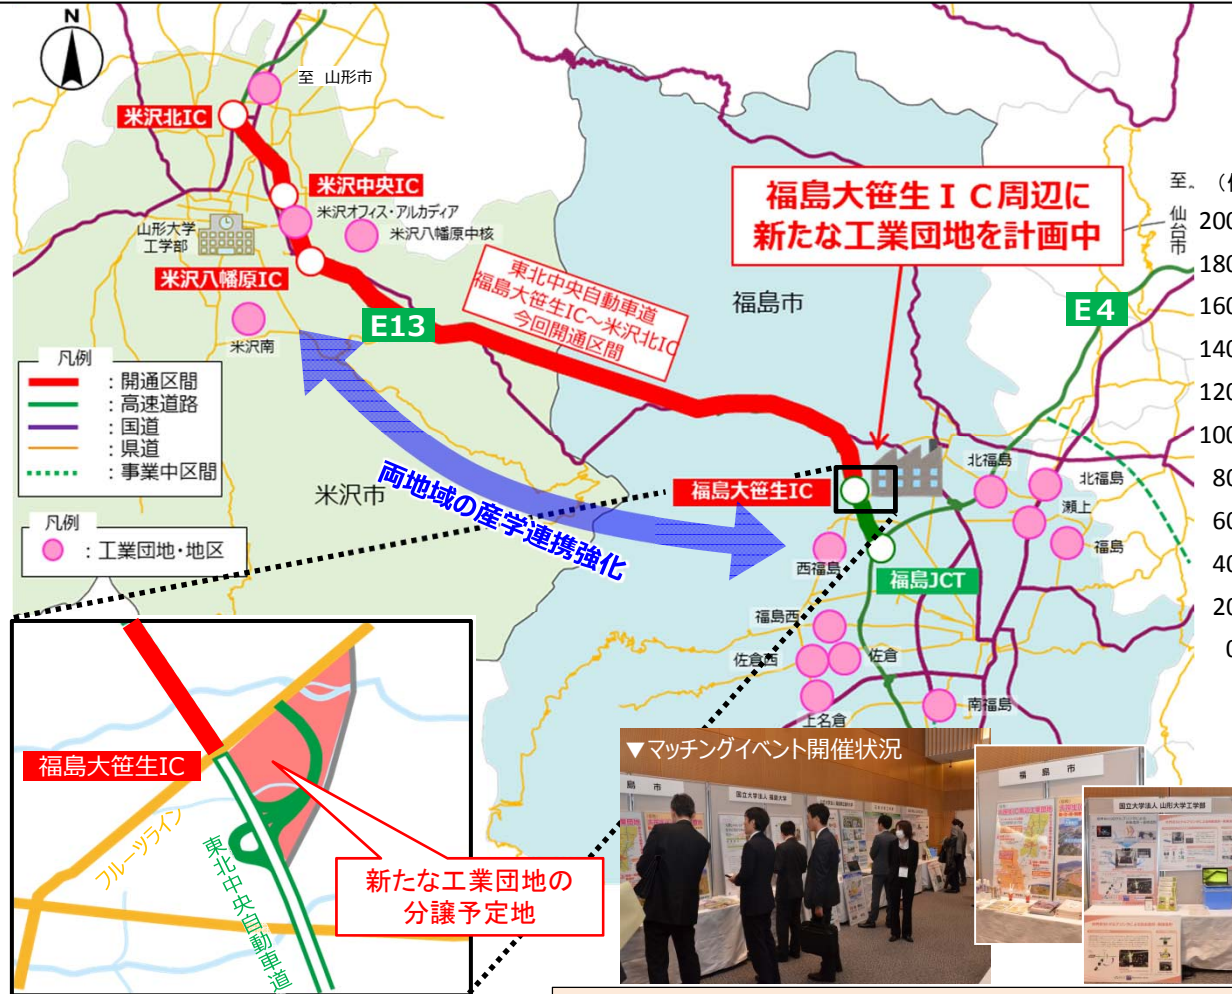 N
至 山形市
米沢北IC
米沢中央IC
米沢オフィス・アルカディア
米沢八幡原中核
山形大学
工学部
米沢八幡原IC
米沢南
E13
東北中央自動車道
福島大笹生IC~米沢北IC
今回開通区間
福島大笹生IC周辺に
新たな工業団地を計画中
福島市
E4
至
仙台市
200
180
160
140
120
100
80
60
40
20
0
凡例
:開通区間
:高速道路
:国道
:県道
:事業中区間
凡例
:工業団地・地区
米沢市
両地域の産学連携強化
福島大笹生IC
福島JCT
北福島
北福島
瀬上
福島
西福島
福島西
佐倉西
佐倉
上名倉
南福島
福島大笹生IC
フルーツライン
東北中央自動車道
新たな工業団地の
分譲予定地
▼マッチングイベント開催状況
島 市
国立大学法人 福島大学
福 島 市
国立大学法人 山形大学工学部